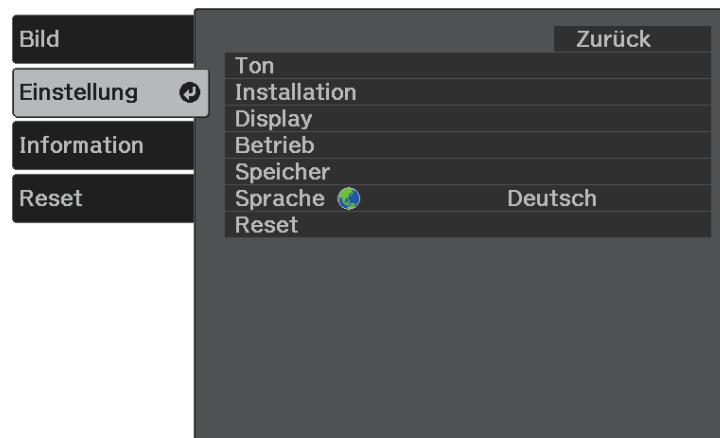 Bild
Einstellung
Information
Reset
Zurück
Ton
Installation
Display
Betrieb
Speicher
Sprache Deutsch
Reset